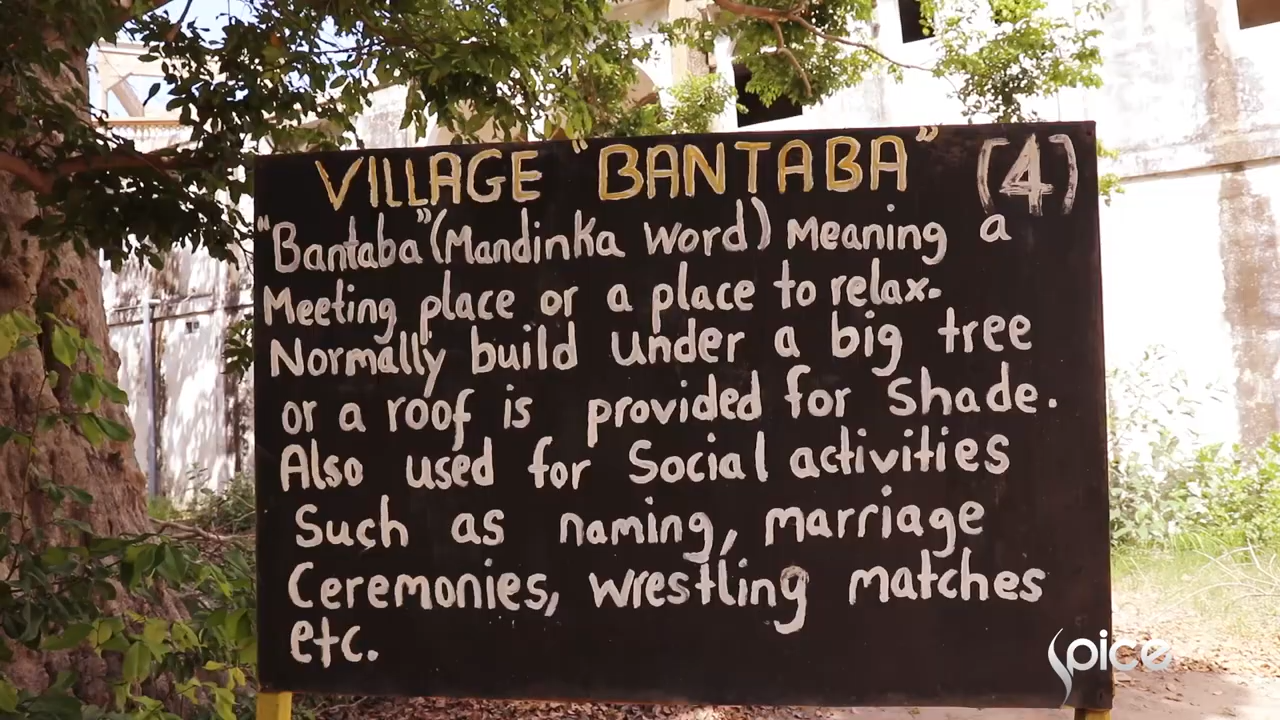 VILLAGE "BANTABA" (4)
"Bantaba" (Mandinka Word) Meaning a
Meeting place or a place to relax.
Normally build under a big tree
or a roof is provided for Shade.
Also used for Social activities
Such as naming, marriage
Ceremonies, wrestling matches
etc.
Spice